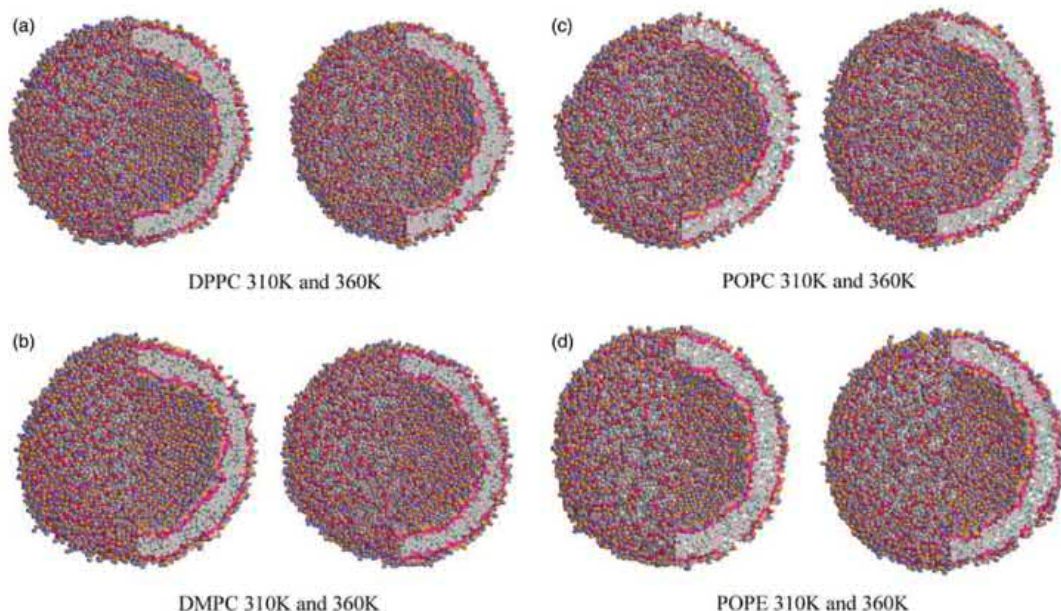 (a)
(c)
DPPC 310K and 360K
POPC 310K and 360K
(b)
(d)
DMPC 310K and 360K
POPE 310K and 360K